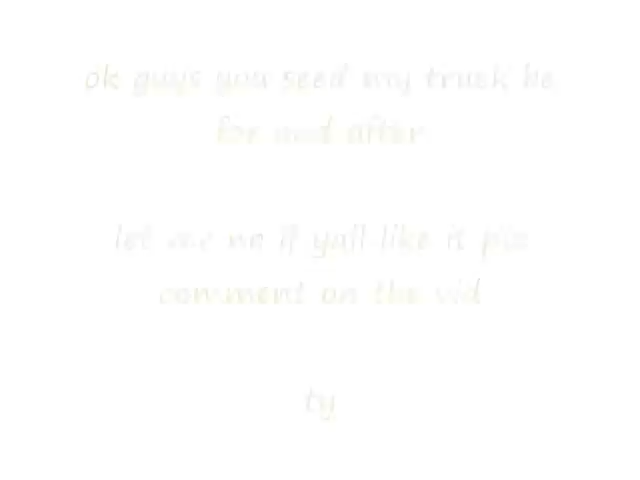 ok guys you seed my truck be
for and after
let me no if yall like it plz
comment on the vid
ty